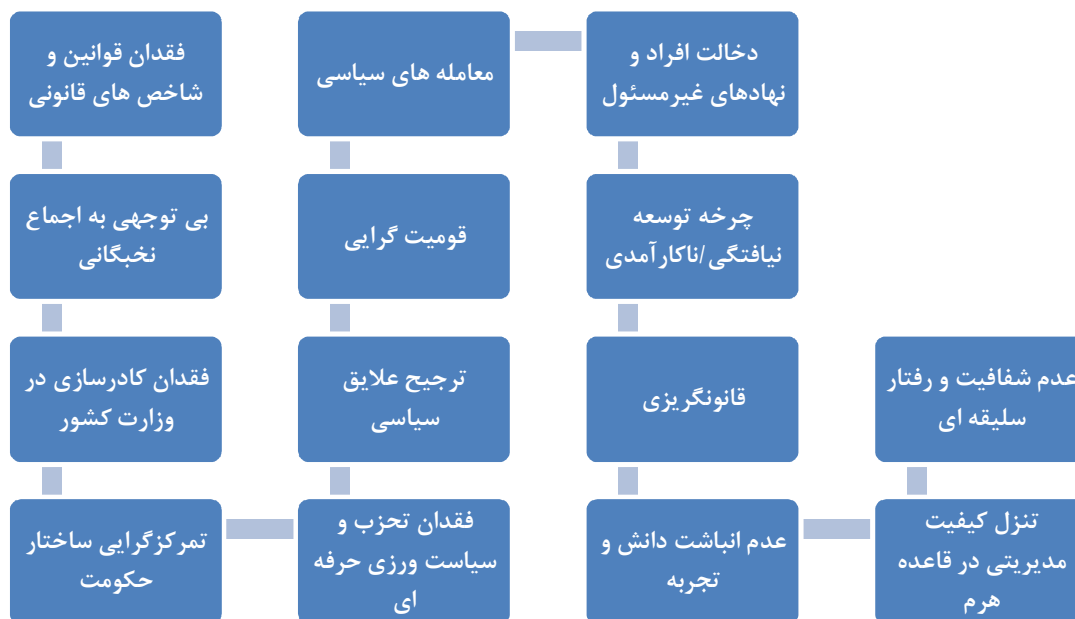 فقدان قوانین و
شاخص های قانونی
بی توجهی به اجماع
نخبگانی
فقدان کادرسازی در
وزارت کشور
تمرکزگرایی ساختار
حکومت
فقدان تحزب و
سیاست ورزی حرفه
ای
ترجیح علایق
سیاسی
قومیت گرایی
معامله های سیاسی
دخالت افراد و
نهادهای غیرمسئول
چرخه توسعه
نیافتگی/ناکارآمدی
قانونگریزی
عدم انباشت دانش و
تجربه
تنزل کیفیت
مدیریتی در قاعده
هرم
عدم شفافیت و رفتار
سلیقه ای